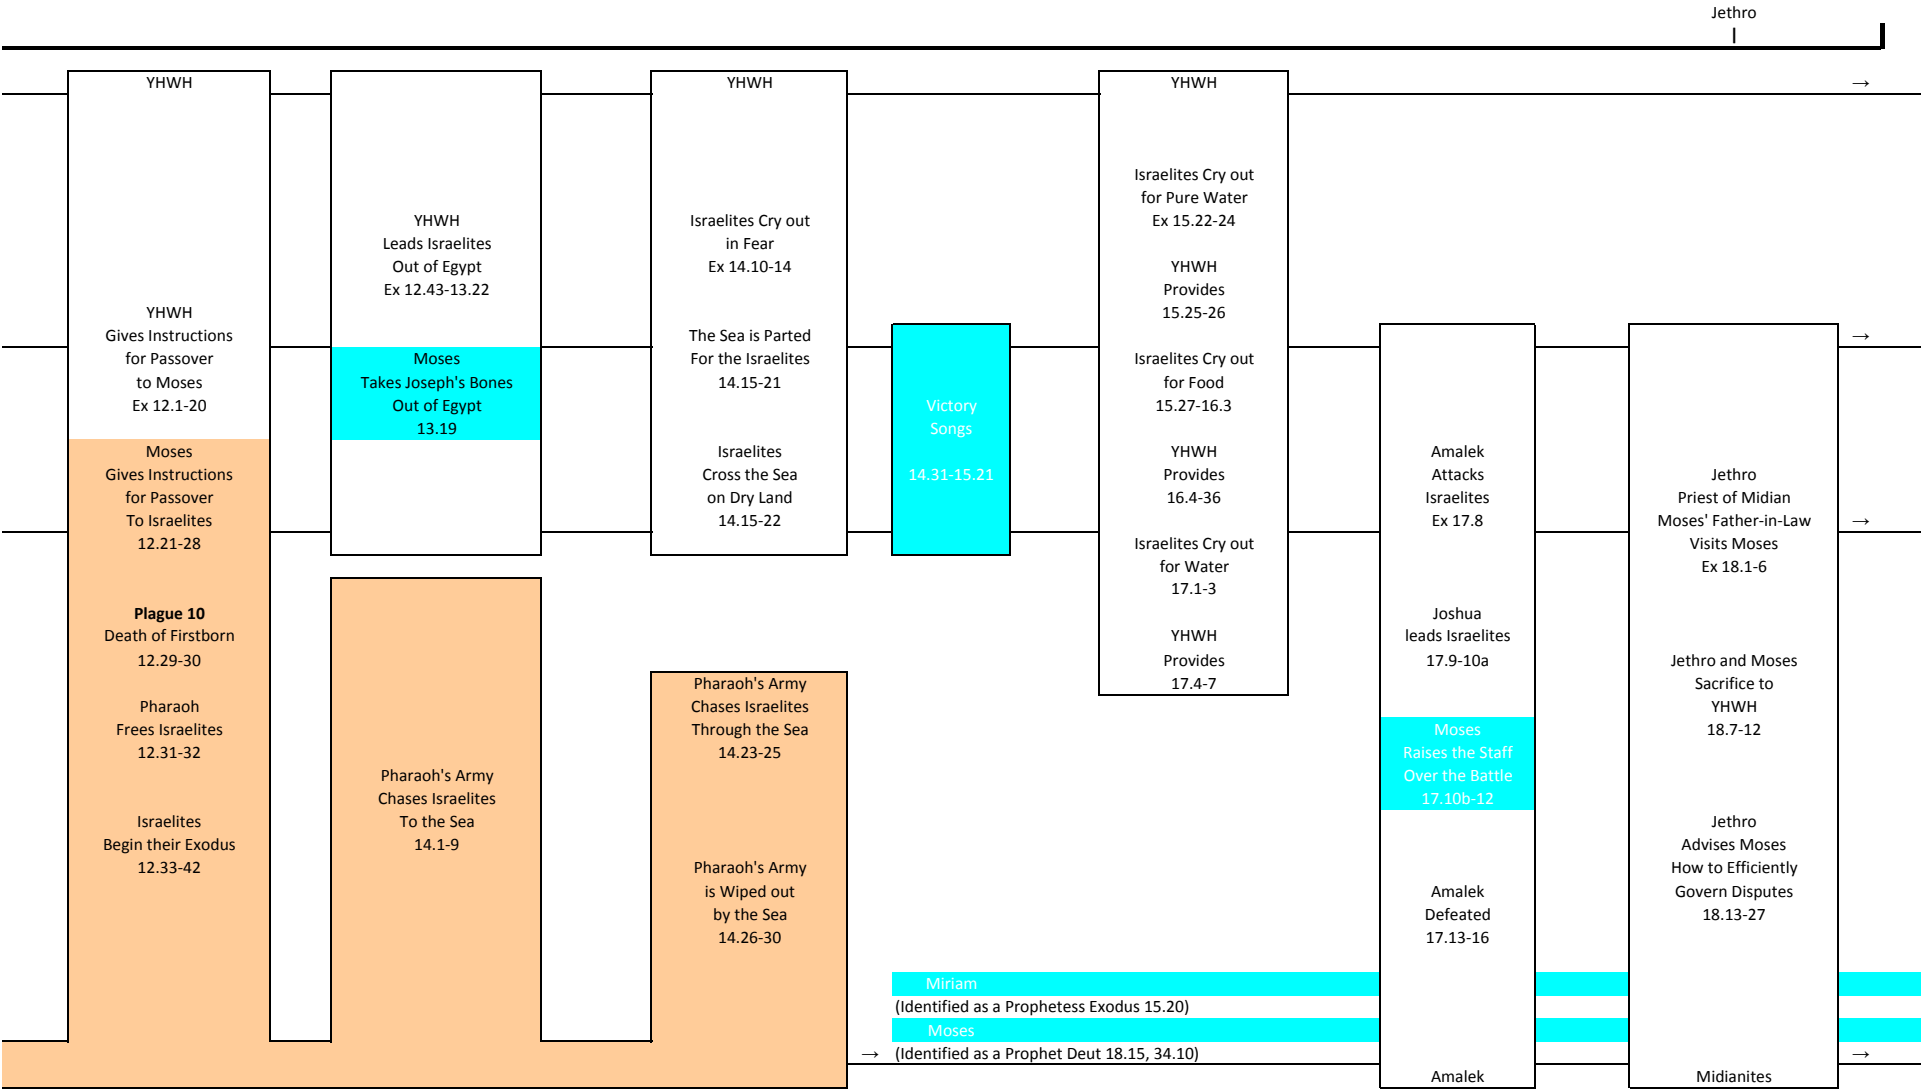 Jethro
YHWH
YHWH
Gives Instructions
for Passover
to Moses
Ex 12.1-20
Moses
Gives Instructions
for Passover
To Israelites
12.21-28
Plague 10
Death of Firstborn
12.29-30
Pharaoh
Frees Israelites
12.31-32
Israelites
Begin their Exodus
12.33-42
YHWH
Leads Israelites
Out of Egypt
Ex 12.43-13.22
Moses
Takes Joseph's Bones
Out of Egypt
13.19
Pharaoh's Army
Chases Israelites
To the Sea
14.1-9
YHWH
Israelites Cry out
in Fear
Ex 14.10-14
The Sea is Parted
For the Israelites
14.15-21
Israelites
Cross the Sea
on Dry Land
14.15-22
Pharaoh's Army
Chases Israelites
Through the Sea
14.23-25
Pharaoh's Army
is Wiped out
by the Sea
14.26-30
Victory
Songs
14.31-15.21
YHWH
Israelites Cry out
for Pure Water
Ex 15.22-24
YHWH
Provides
15.25-26
Israelites Cry out
for Food
15.27-16.3
YHWH
Provides
16.4-36
Israelites Cry out
for Water
17.1-3
YHWH
Provides
17.4-7
Amalek
Attacks
Israelites
Ex 17.8
Joshua
leads Israelites
17.9-10a
Moses
Raises the Staff
Over the Battle
17.10b-12
Amalek
Defeated
17.13-16
Amalek
Jethro
Priest of Midian
Moses' Father-in-Law
Visits Moses
Ex 18.1-6
Jethro and Moses
Sacrifice to
YHWH
18.7-12
Jethro
Advises Moses
How to Efficiently
Govern Disputes
18.13-27
Midianites
→
→
→
Miriam
(Identified as a Prophetess Exodus 15.20)
Moses
→ (Identified as a Prophet Deut 18.15, 34.10) →